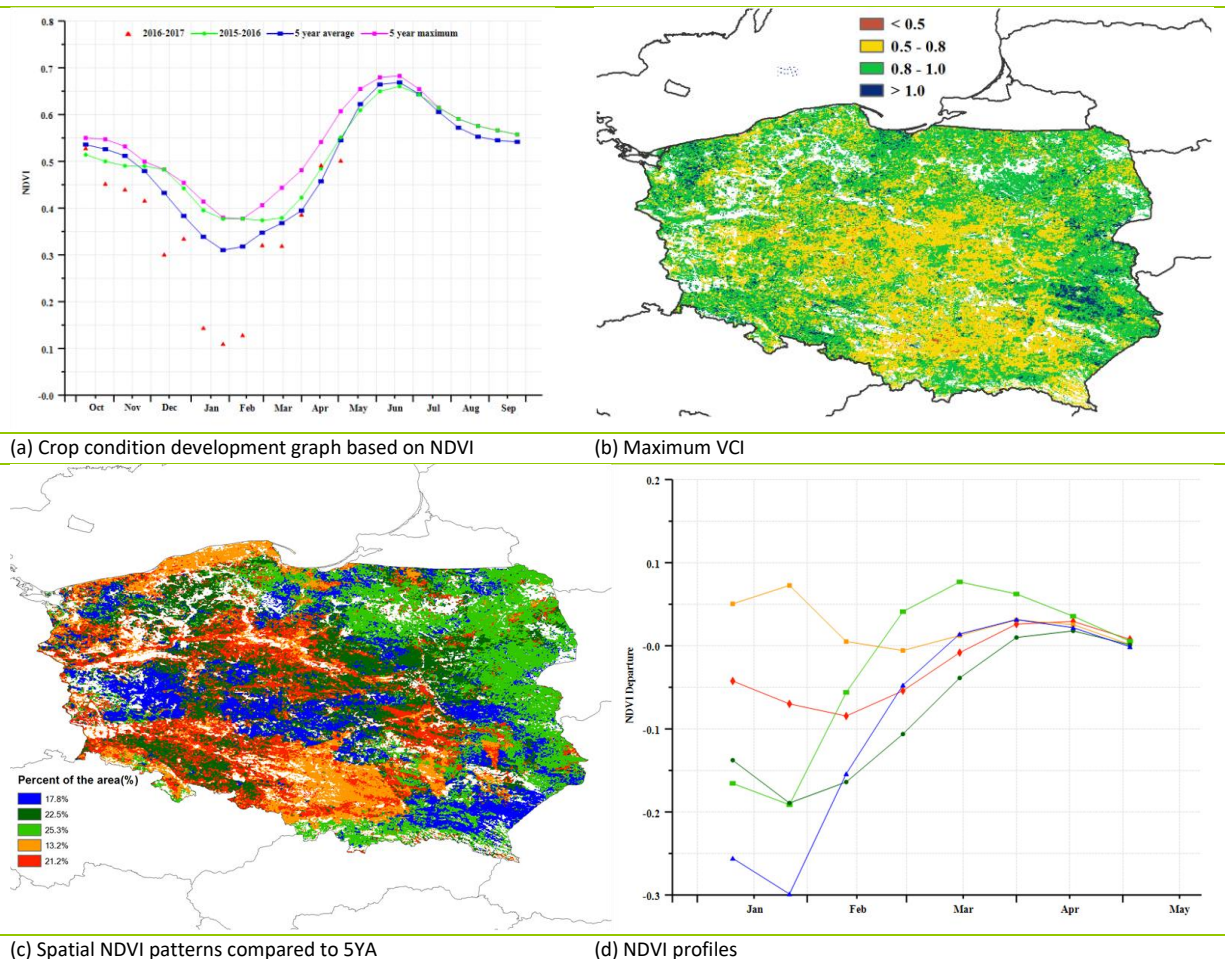 2016-2017 2015-2016 5 year average 5 year maximum
0.8
0.7
0.6
0.5
0.4
0.3
0.2
0.1
-0.0
NDVI
Oct Nov Dec Jan Feb Mar Apr May Jun Jul Aug Sep
< 0.5
0.5 - 0.8
0.8 - 1.0
> 1.0
(a) Crop condition development graph based on NDVI
(b) Maximum VCI
Percent of the area(%)
17.8%
22.5%
25.3%
13.2%
21.2%
0.2
0.1
-0.0
-0.1
-0.2
-0.3
NDVI Departure
Jan Feb Mar Apr May
(c) Spatial NDVI patterns compared to 5YA
(d) NDVI profiles